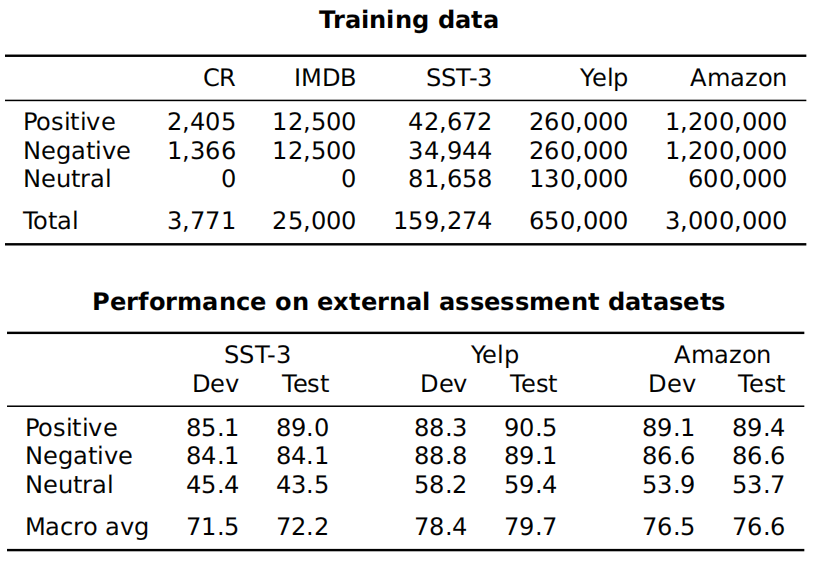 Training data
CR IMDB SST-3 Yelp Amazon
Positive 2,405 12,500 42,672 260,000 1,200,000
Negative 1,366 12,500 34,944 260,000 1,200,000
Neutral 0 0 81,658 130,000 600,000
Total 3,771 25,000 159,274 650,000 3,000,000
Performance on external assessment datasets
SST-3 Yelp Amazon
Dev Test Dev Test Dev Test
Positive 85.1 89.0 88.3 90.5 89.1 89.4
Negative 84.1 84.1 88.8 89.1 86.6 86.6
Neutral 45.4 43.5 58.2 59.4 53.9 53.7
Macro avg 71.5 72.2 78.4 79.7 76.5 76.6